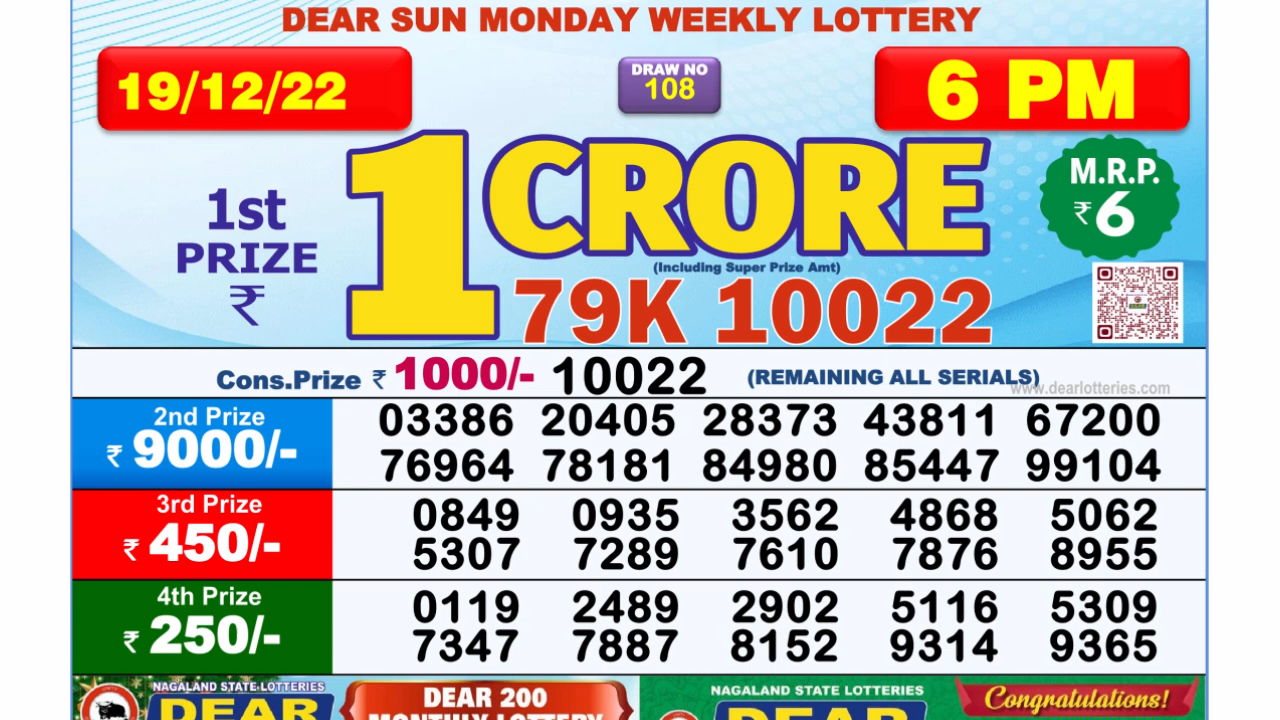 DEAR SUN MONDAY WEEKLY LOTTERY
19/12/22
DRAW NO
108
6 PM
1st
PRIZE
₹
1 CRORE
(Including Super Prize Amt)
79K 10022
M.R.P.
₹ 6
Cons.Prize ₹ 1000/- 10022 (REMAINING ALL SERIALS)
www.dearlotteries.com
2nd Prize
₹ 9000/-
03386 20405 28373 43811 67200
76964 78181 84980 85447 99104
3rd Prize
₹ 450/-
0849 0935 3562 4868 5062
5307 7289 7610 7876 8955
4th Prize
₹ 250/-
0119 2489 2902 5116 5309
7347 7887 8152 9314 9365
NAGALAND STATE LOTTERIES
DEAR
DEAR 200
MONTHLY LOTTERY
NAGALAND STATE LOTTERIES
DEAR
Congratulations!